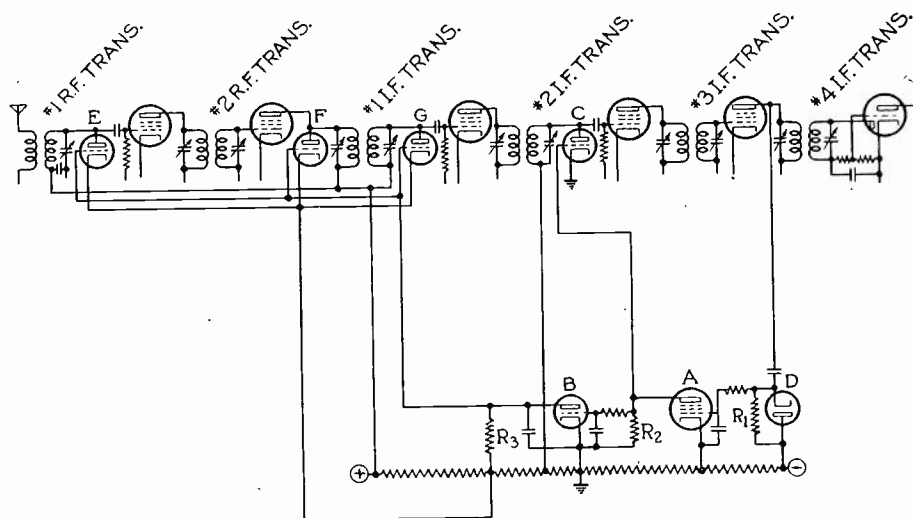 #1 R.F. TRANS.
#2 R.F. TRANS.
#1 I.F. TRANS.
#2 I.F. TRANS.
#3 I.F. TRANS.
#4 I.F. TRANS.
E
F
G
C
B
A
D
R3
R2
R1
+
−